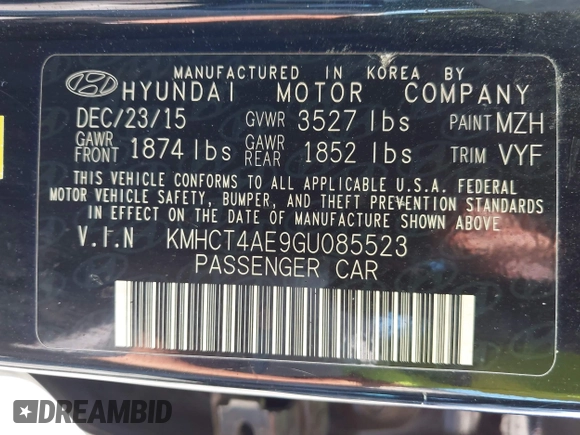 MANUFACTURED IN KOREA BY
HYUNDAI MOTOR COMPANY
DEC/23/15 GVWR 3527 lbs PAINT MZH
GAWR FRONT 1874 lbs GAWR REAR 1852 lbs TRIM VYF
THIS VEHICLE CONFORMS TO ALL APPLICABLE U.S.A. FEDERAL
MOTOR VEHICLE SAFETY, BUMPER, AND THEFT PREVENTION STANDARDS
IN EFFECT ON THE DATE OF MANUFACTURE SHOWN ABOVE
V.I.N KMHCT4AE9GU085523
PASSENGER CAR
DREAMBID